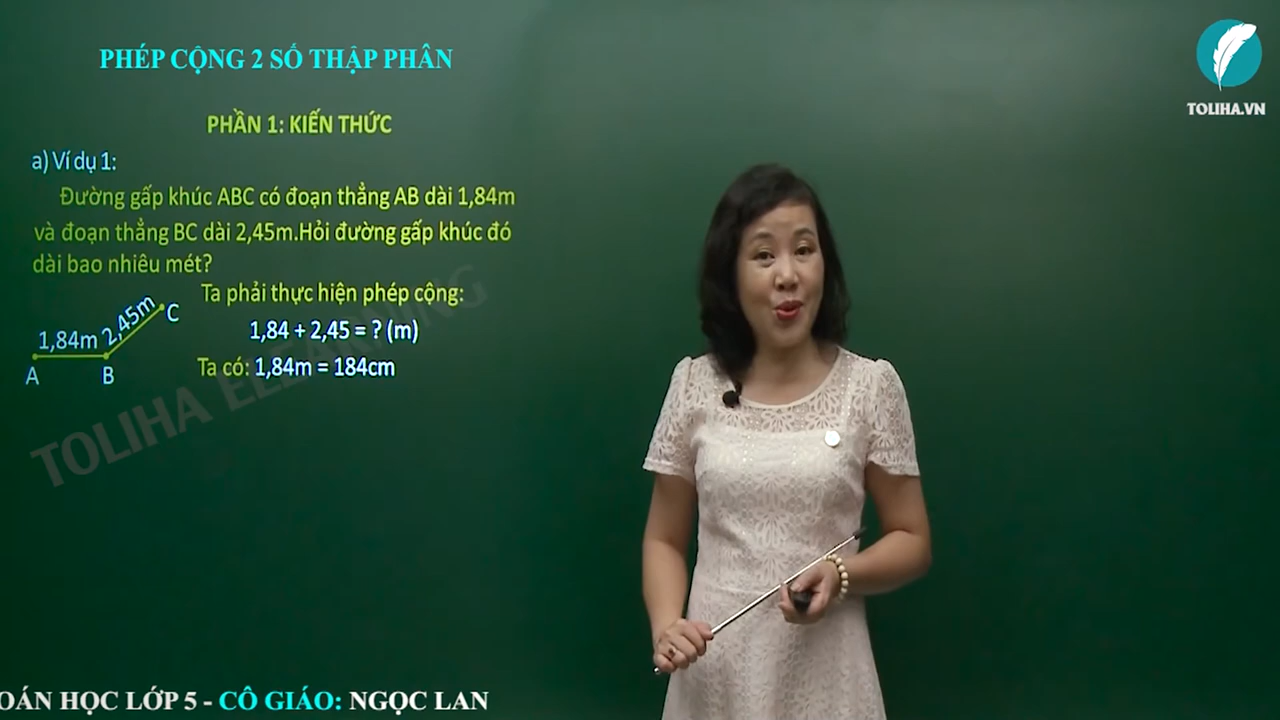 PHÉP CỘNG 2 SỐ THẬP PHÂN
TOLIHA.VN
PHẦN 1: KIẾN THỨC
a) Ví dụ 1:
Đường gấp khúc ABC có đoạn thẳng AB dài 1,84m
và đoạn thẳng BC dài 2,45m.Hỏi đường gấp khúc đó
dài bao nhiêu mét?
Ta phải thực hiện phép cộng:
1,84m 2,45m C
A B
1,84 + 2,45 = ? (m)
Ta có: 1,84m = 184cm
TOLIHA ELEARNING
OÁN HỌC LỚP 5 - CÔ GIÁO: NGỌC LAN